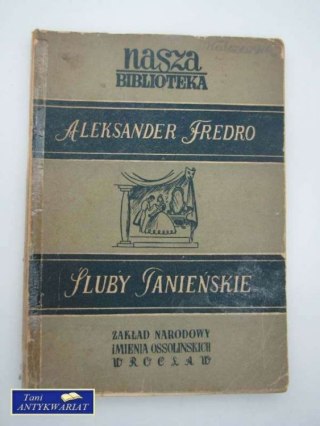 nasza
BIBLIOTEKA
ALEKSANDER FREDRO
ŚLUBY PANIEŃSKIE
ZAKŁAD NARODOWY
IMIENIA OSSOLIŃSKICH
WROCŁAW
Tani
ANTYKWARIAT